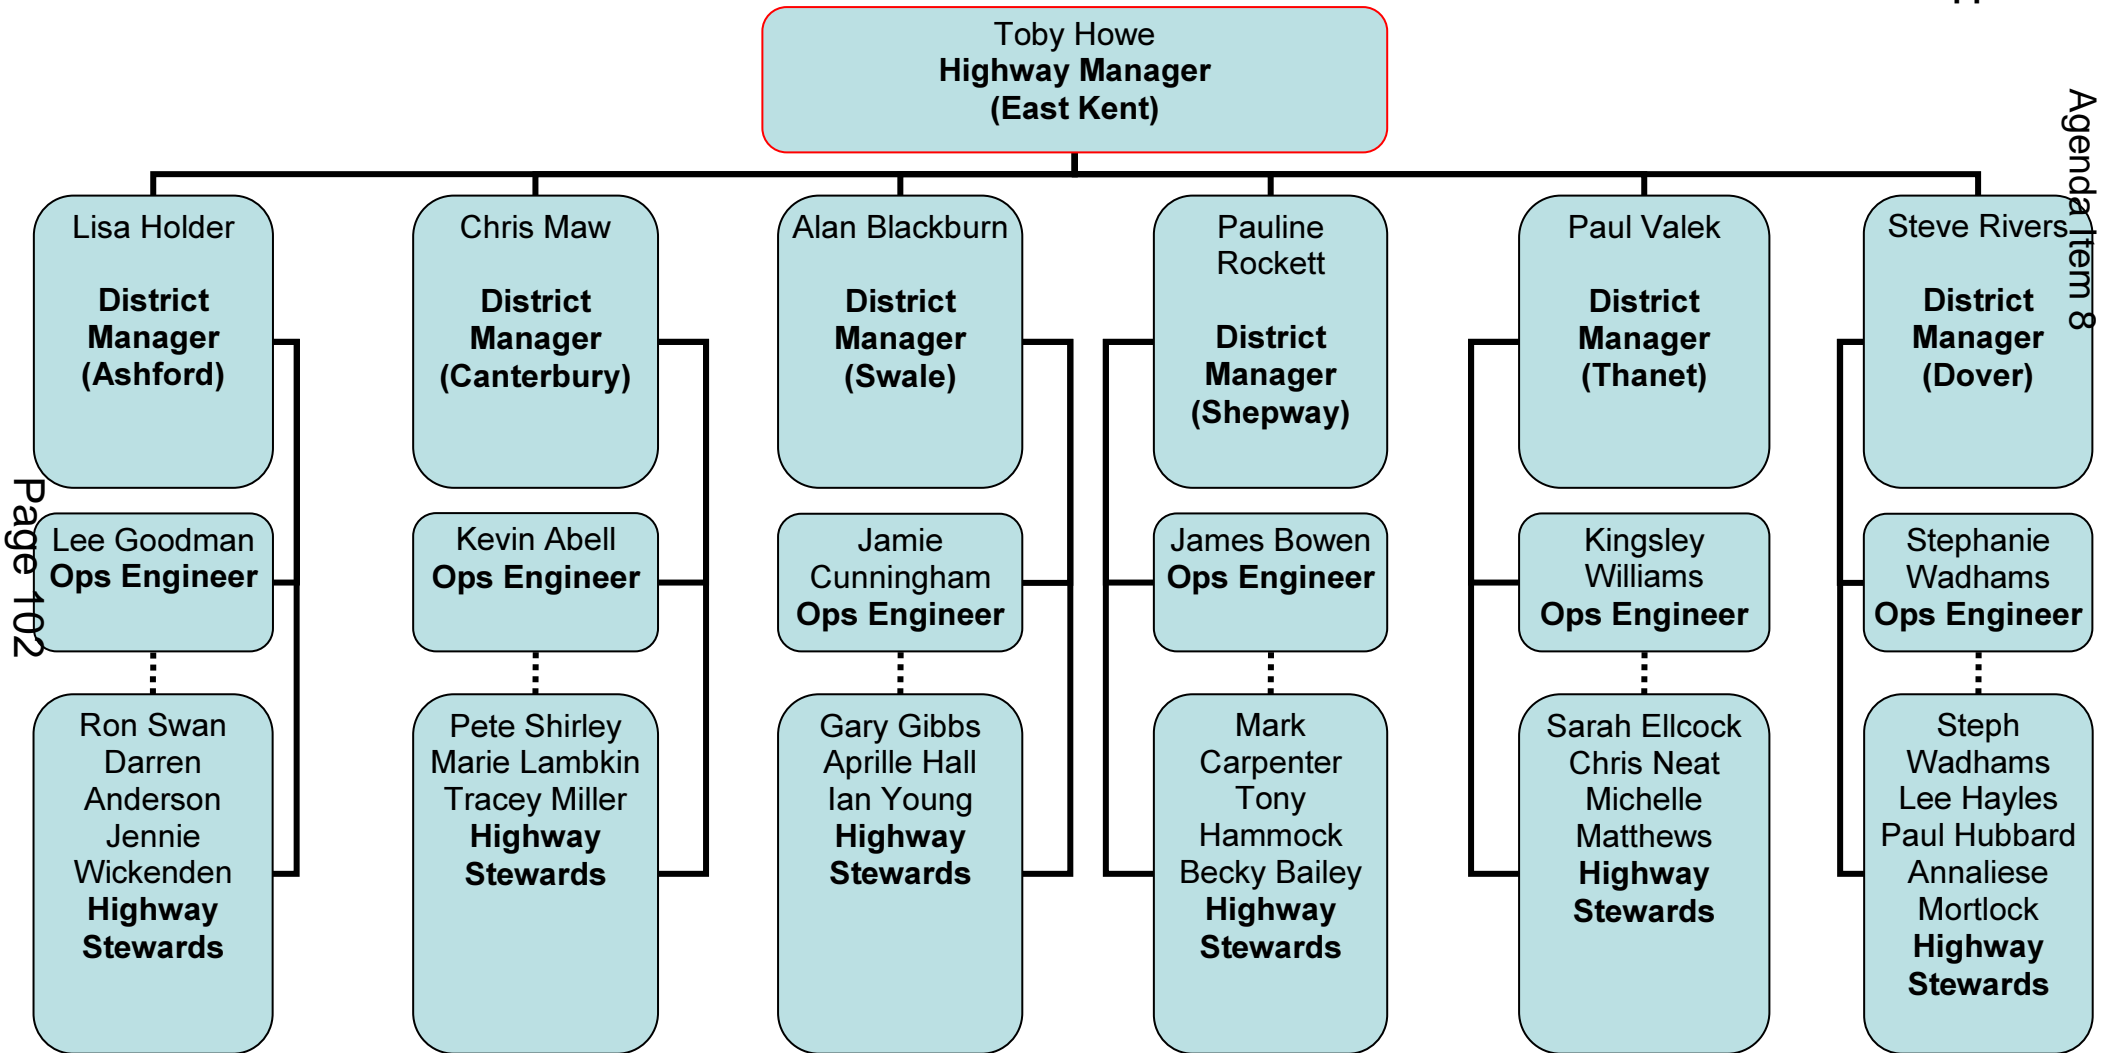 Toby Howe
Highway Manager
(East Kent)
Agenda Item 8
Page 102
Lisa Holder
District
Manager
(Ashford)
Chris Maw
District
Manager
(Canterbury)
Alan Blackburn
District
Manager
(Swale)
Pauline
Rockett
District
Manager
(Shepway)
Paul Valek
District
Manager
(Thanet)
Steve Rivers
District
Manager
(Dover)
Lee Goodman
Ops Engineer
Kevin Abell
Ops Engineer
Jamie
Cunningham
Ops Engineer
James Bowen
Ops Engineer
Kingsley
Williams
Ops Engineer
Stephanie
Wadhams
Ops Engineer
Ron Swan
Darren
Anderson
Jennie
Wickenden
Highway
Stewards
Pete Shirley
Marie Lambkin
Tracey Miller
Highway
Stewards
Gary Gibbs
Aprille Hall
Ian Young
Highway
Stewards
Mark
Carpenter
Tony
Hammock
Becky Bailey
Highway
Stewards
Sarah Ellcock
Chris Neat
Michelle
Matthews
Highway
Stewards
Steph
Wadhams
Lee Hayles
Paul Hubbard
Annaliese
Mortlock
Highway
Stewards